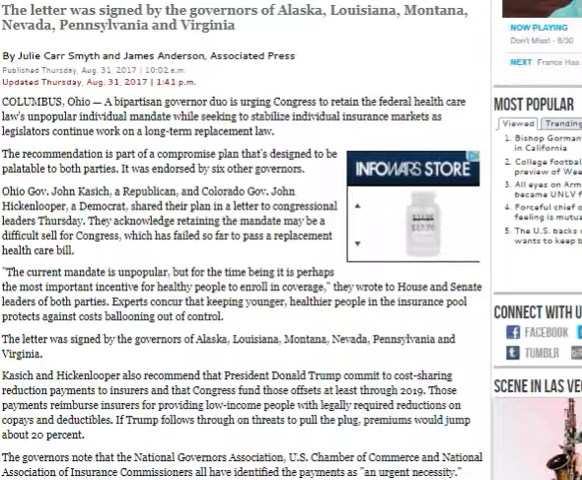 The letter was signed by the governors of Alaska, Louisiana, Montana,
Nevada, Pennsylvania and Virginia
By Julie Carr Smyth and James Anderson, Associated Press
Published Thursday, Aug. 31, 2017 | 10:02 a.m.
Updated Thursday, Aug. 31, 2017 | 1:41 p.m.
COLUMBUS, Ohio — A bipartisan governor duo is urging Congress to retain the federal health care
law's unpopular individual mandate while seeking to stabilize individual insurance markets as
legislators continue work on a long-term replacement law.
The recommendation is part of a compromise plan that's designed to be
palatable to both parties. It was endorsed by six other governors.
Ohio Gov. John Kasich, a Republican, and Colorado Gov. John
Hickenlooper, a Democrat, shared their plan in a letter to congressional
leaders Thursday. They acknowledge retaining the mandate may be a
difficult sell for Congress, which has failed so far to pass a replacement
health care bill.
"The current mandate is unpopular, but for the time being it is perhaps
the most important incentive for healthy people to enroll in coverage," they wrote to House and Senate
leaders of both parties. Experts concur that keeping younger, healthier people in the insurance pool
protects against costs ballooning out of control.
The letter was signed by the governors of Alaska, Louisiana, Montana, Nevada, Pennsylvania and
Virginia.
Kasich and Hickenlooper also recommend that President Donald Trump commit to cost-sharing
reduction payments to insurers and that Congress fund those offsets at least through 2019. Those
payments reimburse insurers for providing low-income people with legally required reductions on
copays and deductibles. If Trump follows through on threats to pull the plug, premiums would jump
about 20 percent.
The governors note that the National Governors Association, U.S. Chamber of Commerce and National
Association of Insurance Commissioners all have identified the payments as "an urgent necessity."
INFOWARS STORE
NOW PLAYING
Don't Miss! - 8/30
NEXT France Has
MOST POPULAR
Viewed Trending
1. Bishop Gorman
in California
2. College footbal
preview of Wee
3. All eyes on Arm
became UNLV f
4. Forceful chief o
feeling is mutua
5. The U.S. backs
wants to keep b
CONNECT WITH U
FACEBOOK
TUMBLR
SCENE IN LAS VE